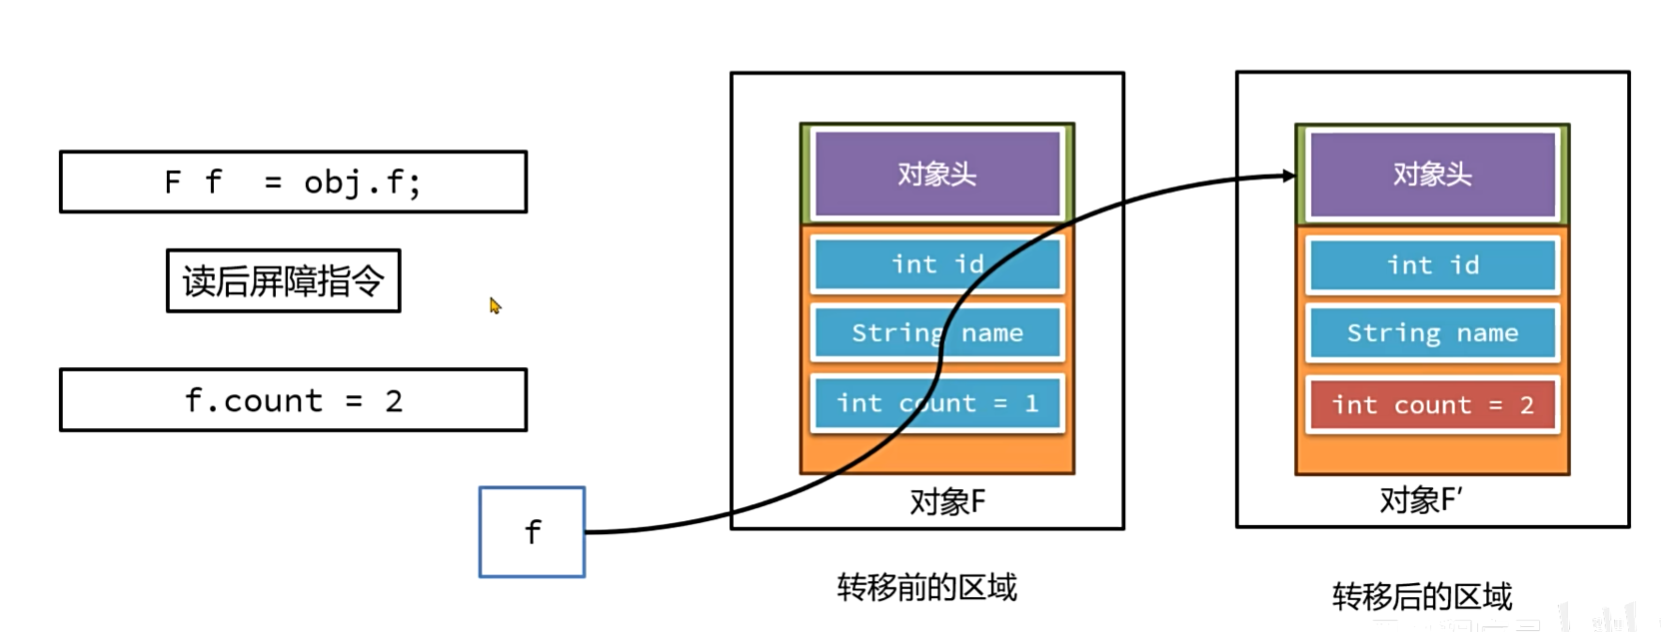 F f  = obj.f;
读后屏障指令
f.count = 2
f
对象头
int id
String name
int count = 1
对象F
转移前的区域
对象头
int id
String name
int count = 2
对象F′
转移后的区域